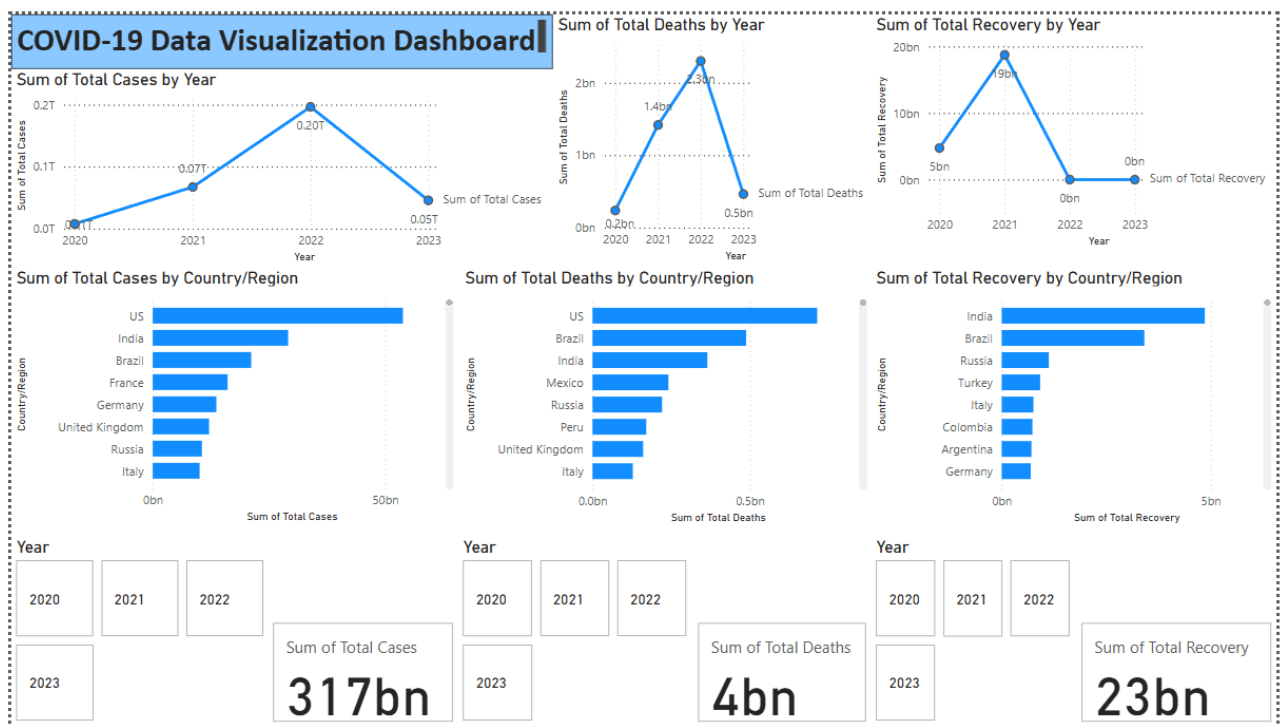 COVID-19 Data Visualization Dashboard
Sum of Total Cases by Year
Sum of Total Cases
0.2T
0.1T
0.0T
0.07T
0.20T
0.05T
Sum of Total Cases
2020
2021
2022
2023
Year
Sum of Total Deaths by Year
Sum of Total Deaths
2bn
1bn
0bn
0.2bn
1.4bn
2.3bn
0.5bn
Sum of Total Deaths
2020
2021
2022
2023
Year
Sum of Total Recovery by Year
Sum of Total Recovery
20bn
10bn
0bn
5bn
19bn
0bn
0bn
Sum of Total Recovery
2020
2021
2022
2023
Year
Sum of Total Cases by Country/Region
Country/Region
US
India
Brazil
France
Germany
United Kingdom
Russia
Italy
0bn
50bn
Sum of Total Cases
Sum of Total Deaths by Country/Region
Country/Region
US
Brazil
India
Mexico
Russia
Peru
United Kingdom
Italy
0.0bn
0.5bn
Sum of Total Deaths
Sum of Total Recovery by Country/Region
Country/Region
India
Brazil
Russia
Turkey
Italy
Colombia
Argentina
Germany
0bn
5bn
Sum of Total Recovery
Year
2020
2021
2022
2023
Sum of Total Cases
317bn
Year
2020
2021
2022
2023
Sum of Total Deaths
4bn
Year
2020
2021
2022
2023
Sum of Total Recovery
23bn